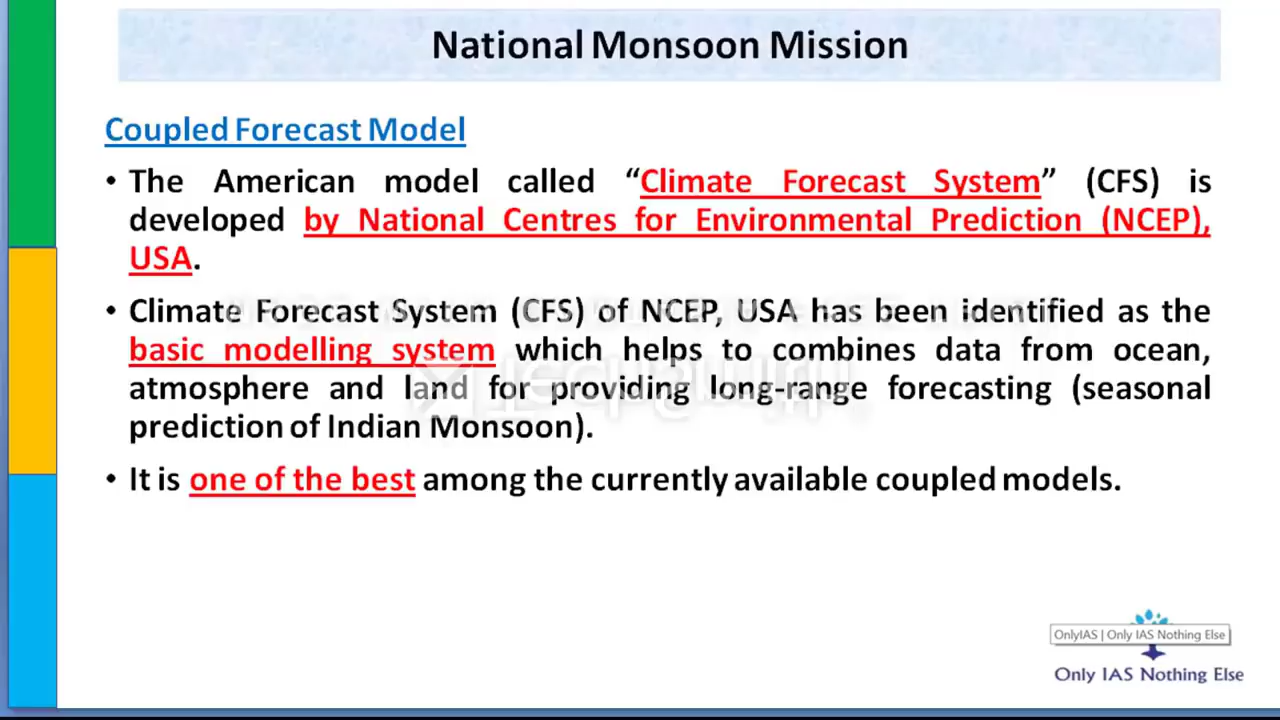 National Monsoon Mission
Coupled Forecast Model
• The American model called “Climate Forecast System” (CFS) is
developed by National Centres for Environmental Prediction (NCEP),
USA.
• Climate Forecast System (CFS) of NCEP, USA has been identified as the
basic modelling system which helps to combines data from ocean,
atmosphere and land for providing long-range forecasting (seasonal
prediction of Indian Monsoon).
• It is one of the best among the currently available coupled models.
OnlyIAS | Only IAS Nothing Else
Only IAS Nothing Else